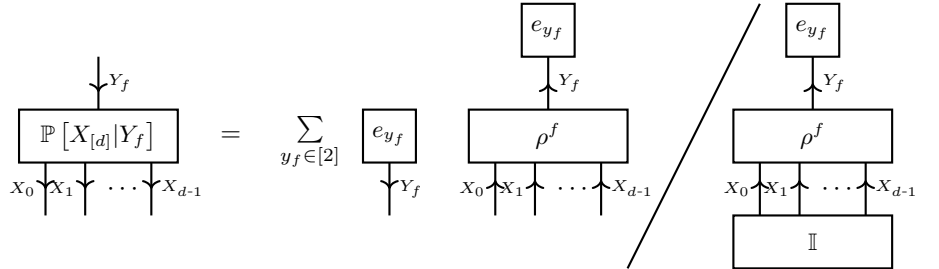 e_{y_f} e_{y_f}
Y_f Y_f Y_f
ℙ[X_{[d]}|Y_f] = ∑_{y_f∈[2]} e_{y_f} ρ^f ρ^f
X_0 X_1 ⋯ X_{d-1} Y_f X_0 X_1 ⋯ X_{d-1} X_0 X_1 ⋯ X_{d-1}
𝕀